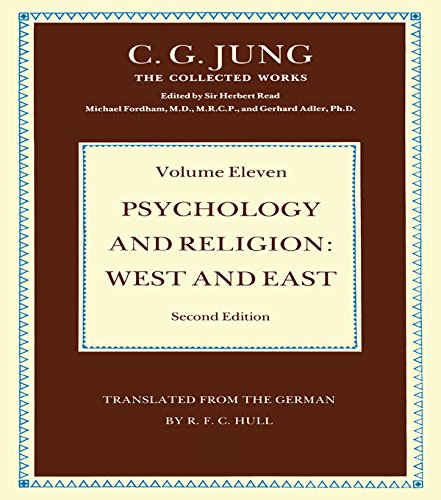 C. G. JUNG
THE COLLECTED WORKS
Edited by Sir Herbert Read
Michael Fordham, M.D., M.R.C.P., and Gerhard Adler, Ph.D.
Volume Eleven
PSYCHOLOGY
AND RELIGION:
WEST AND EAST
Second Edition
TRANSLATED FROM THE GERMAN
BY R. F. C. HULL